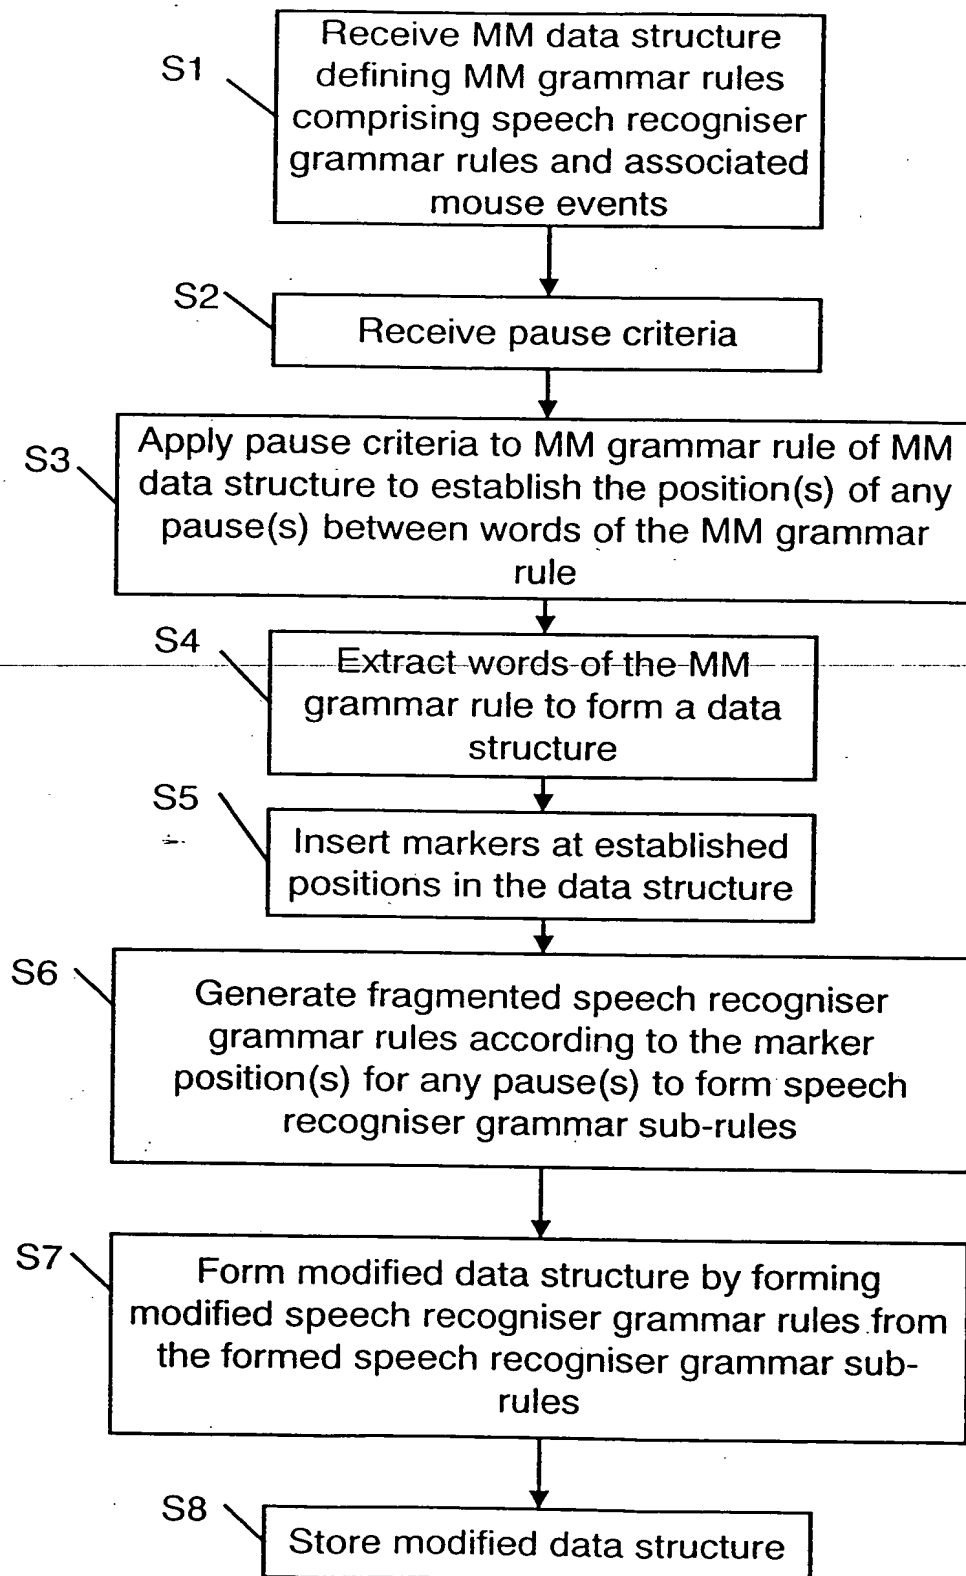 S1
Receive MM data structure
defining MM grammar rules
comprising speech recogniser
grammar rules and associated
mouse events
S2
Receive pause criteria
S3
Apply pause criteria to MM grammar rule of MM
data structure to establish the position(s) of any
pause(s) between words of the MM grammar
rule
S4
Extract words of the MM
grammar rule to form a data
structure
S5
Insert markers at established
positions in the data structure
S6
Generate fragmented speech recogniser
grammar rules according to the marker
position(s) for any pause(s) to form speech
recogniser grammar sub-rules
S7
Form modified data structure by forming
modified speech recogniser grammar rules from
the formed speech recogniser grammar sub-
rules
S8
Store modified data structure